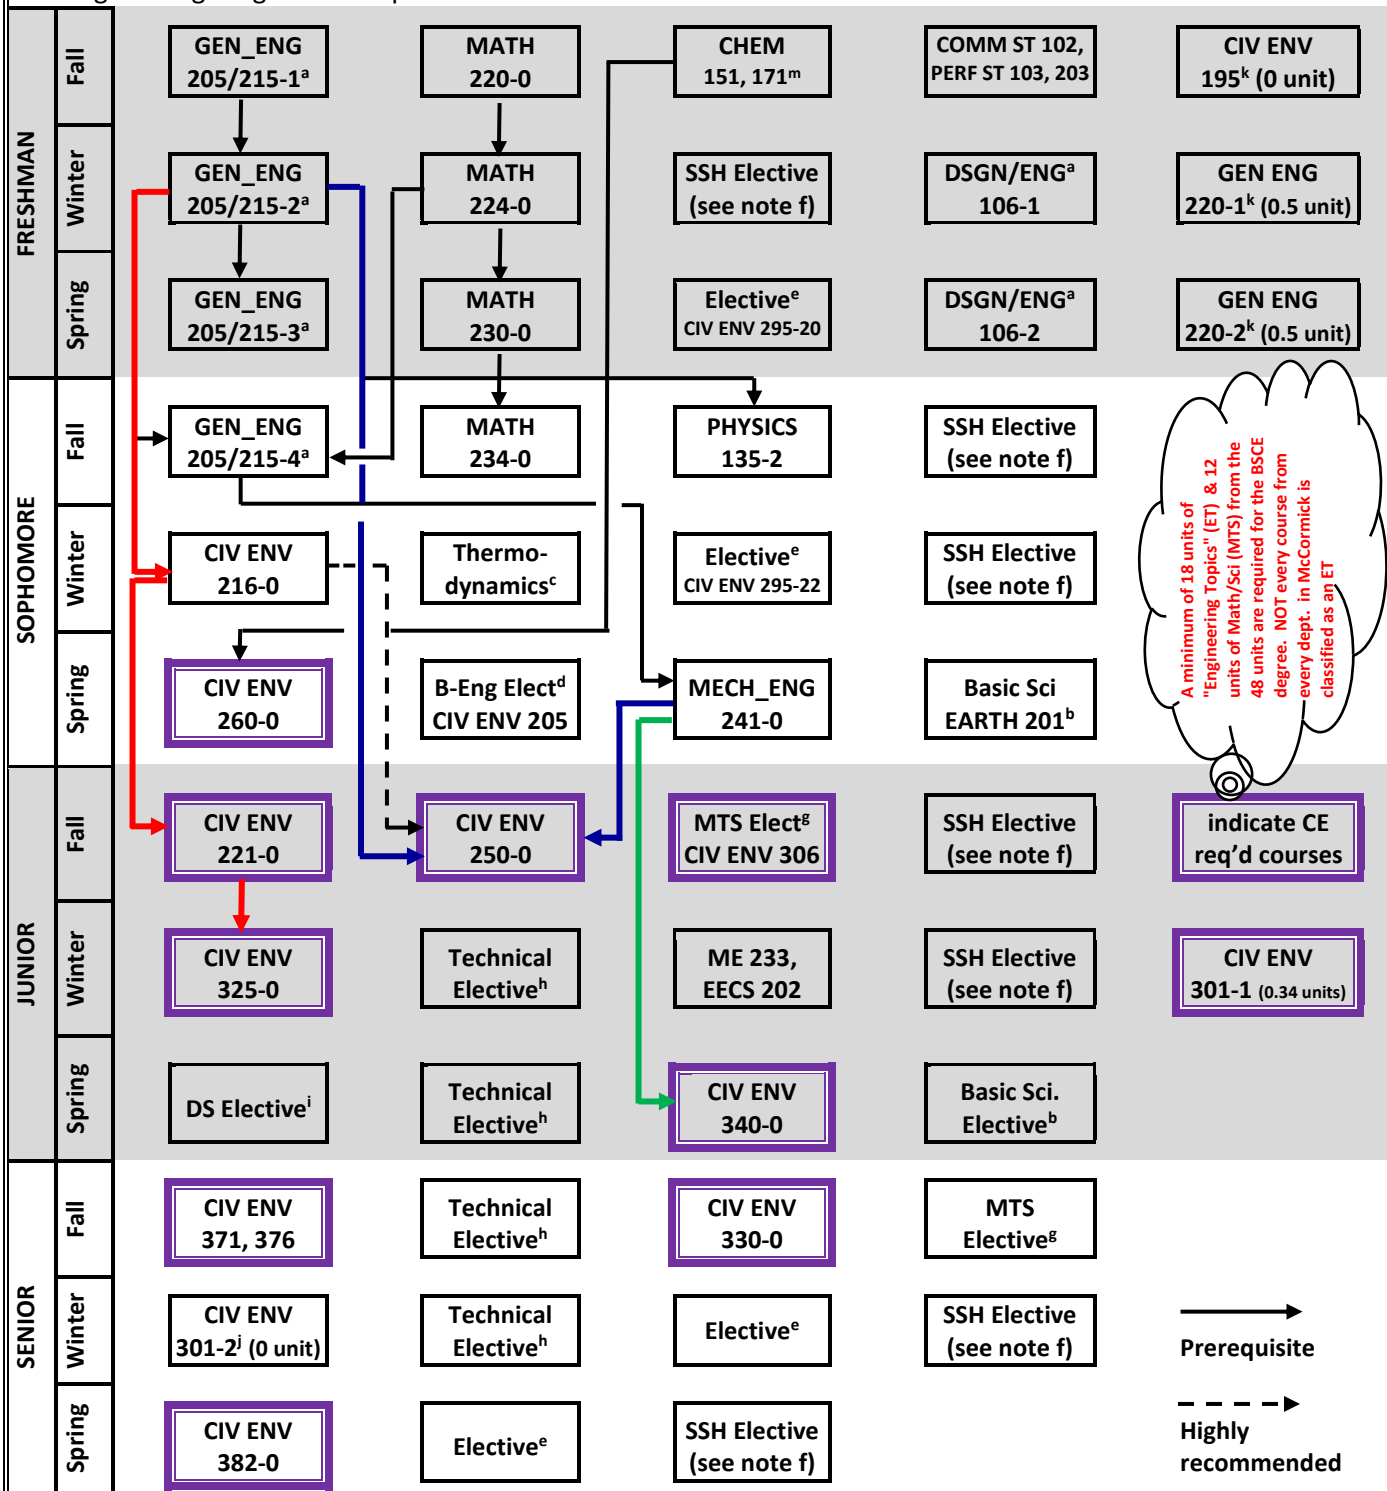 FRESHMAN
Fall
GEN_ENG
205/215-1ᵃ
MATH
220-0
CHEM
151, 171ᵐ
COMM ST 102,
PERF ST 103, 203
CIV ENV
195ᵏ (0 unit)
Winter
GEN_ENG
205/215-2ᵃ
MATH
224-0
SSH Elective
(see note f)
DSGN/ENGᵃ
106-1
GEN ENG
220-1ᵏ (0.5 unit)
Spring
GEN_ENG
205/215-3ᵃ
MATH
230-0
Electiveᵉ
CIV ENV 295-20
DSGN/ENGᵃ
106-2
GEN ENG
220-2ᵏ (0.5 unit)
SOPHOMORE
Fall
GEN_ENG
205/215-4ᵃ
MATH
234-0
PHYSICS
135-2
SSH Elective
(see note f)
A minimum of 18 units of
"Engineering Topics" (ET) & 12
units of Math/Sci (MTS) from the
48 units are required for the BSCE
degree. NOT every course from
every dept. in McCormick is
classified as an ET
Winter
CIV ENV
216-0
Thermo-
dynamicsᶜ
Electiveᵉ
CIV ENV 295-22
SSH Elective
(see note f)
Spring
CIV ENV
260-0
B-Eng Electᵈ
CIV ENV 205
MECH_ENG
241-0
Basic Sci
EARTH 201ᵇ
JUNIOR
Fall
CIV ENV
221-0
CIV ENV
250-0
MTS Electᵍ
CIV ENV 306
SSH Elective
(see note f)
indicate CE
req’d courses
Winter
CIV ENV
325-0
Technical
Electiveʰ
ME 233,
EECS 202
SSH Elective
(see note f)
CIV ENV
301-1 (0.34 units)
Spring
DS Electiveⁱ
Technical
Electiveʰ
CIV ENV
340-0
Basic Sci.
Electiveᵇ
SENIOR
Fall
CIV ENV
371, 376
Technical
Electiveʰ
CIV ENV
330-0
MTS
Electiveᵍ
Winter
CIV ENV
301-2ʲ (0 unit)
Technical
Electiveʰ
Electiveᵉ
SSH Elective
(see note f)
Prerequisite
Spring
CIV ENV
382-0
Electiveᵉ
SSH Elective
(see note f)
Highly
recommended